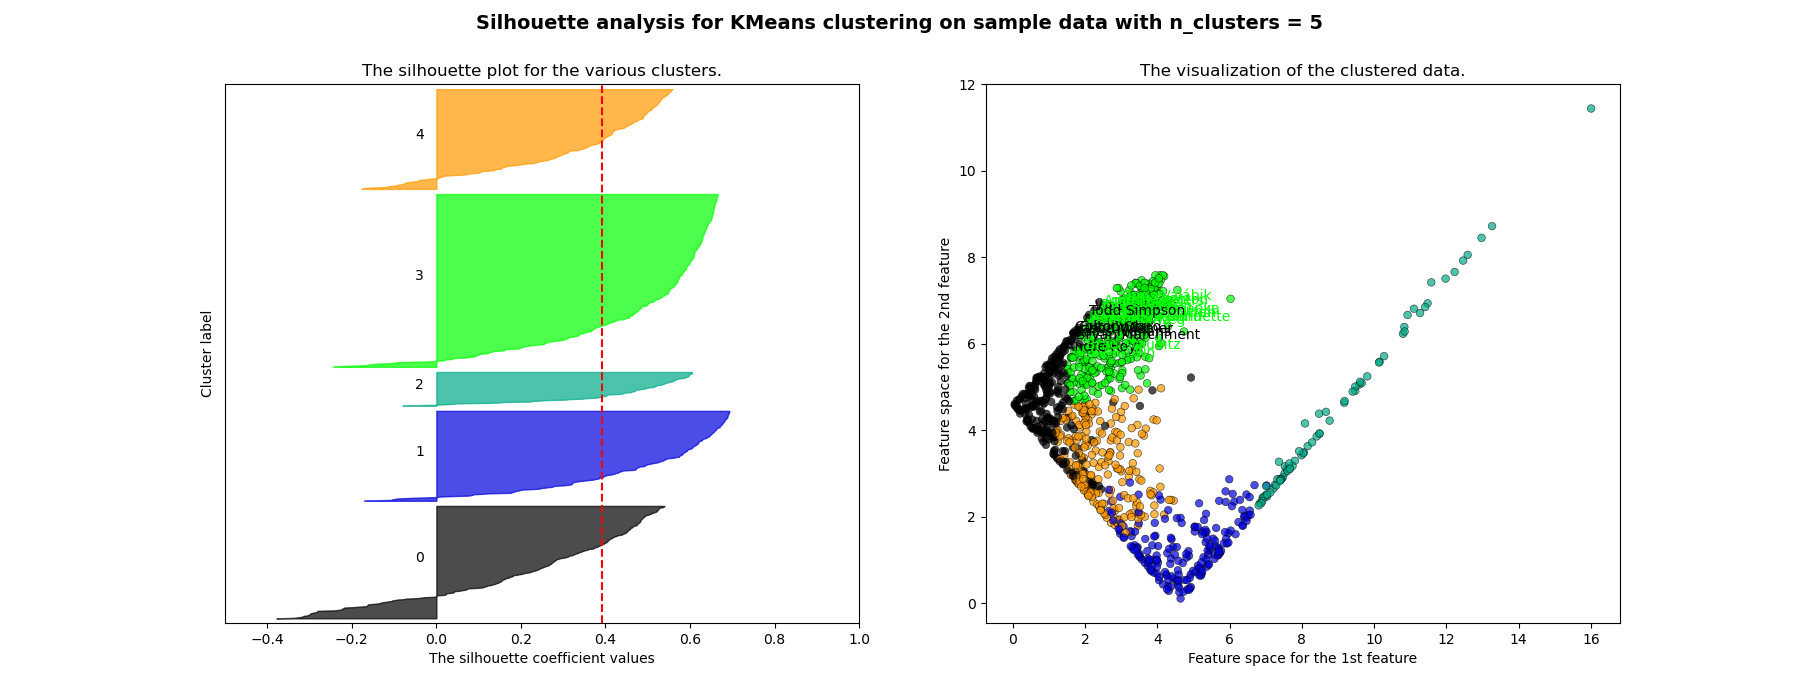 Silhouette analysis for KMeans clustering on sample data with n_clusters = 5
The silhouette plot for the various clusters.
Cluster label
4
3
2
1
0
−0.4 −0.2 0.0 0.2 0.4 0.6 0.8 1.0
The silhouette coefficient values
The visualization of the clustered data.
Feature space for the 2nd feature
12
10
8
6
4
2
0
Todd Simpson
0 2 4 6 8 10 12 14 16
Feature space for the 1st feature